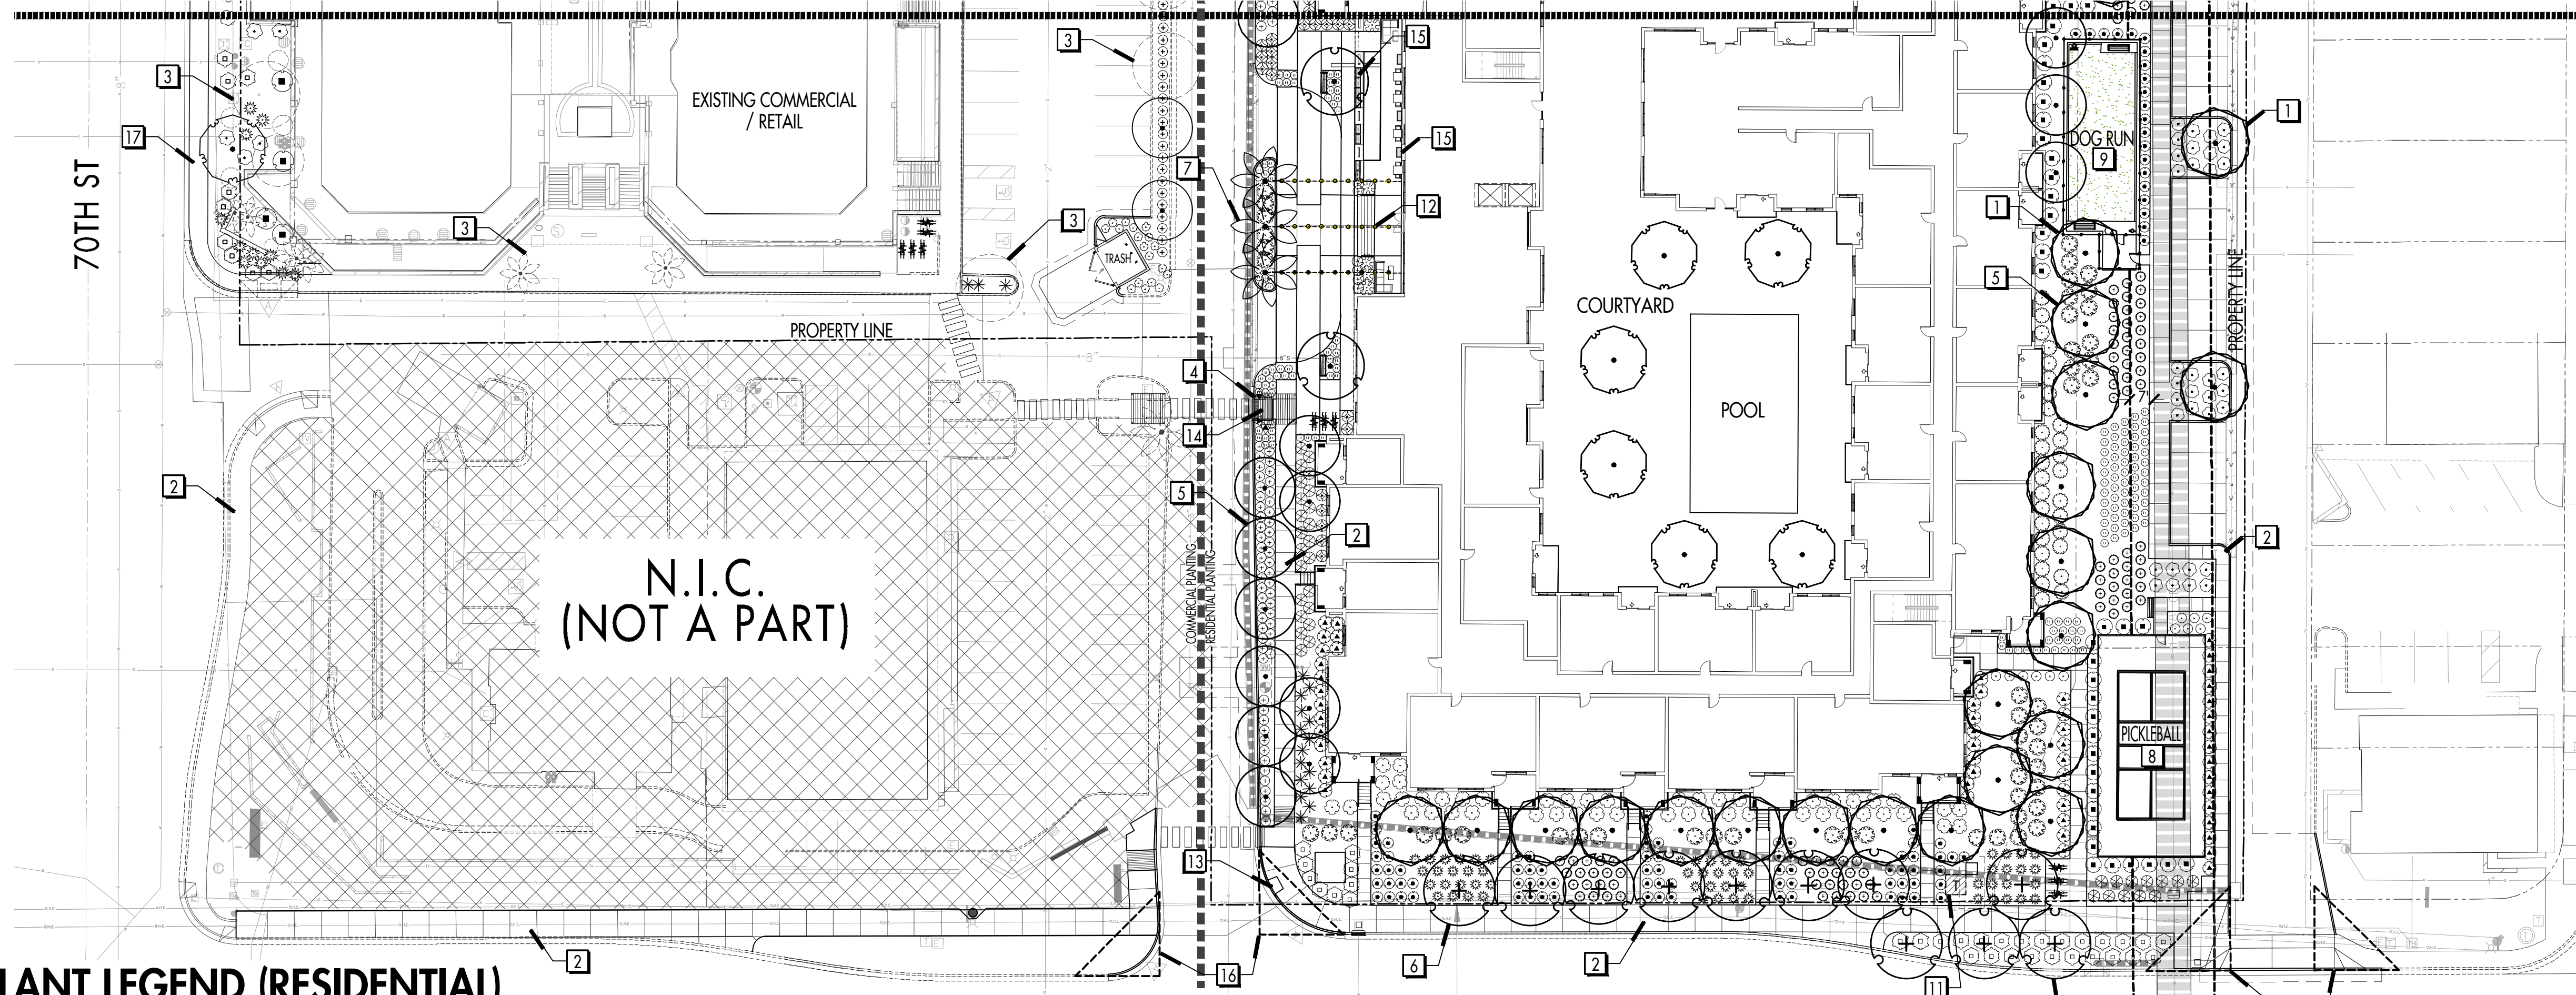 3
3
15
EXISTING COMMERCIAL
/ RETAIL
17
15
1
DOG RUN
9
70TH ST
7
12
1
3
3
TRASH
5
PROPERTY LINE
COURTYARD
PROPERTY LINE
4
7'
POOL
14
2
5
2
2
N.I.C.
(NOT A PART)
COMMERCIAL PLANTING
RESIDENTIAL PLANTING
PICKLEBALL
8
13
2
16
6
2
11
LANT LEGEND (RESIDENTIAL)